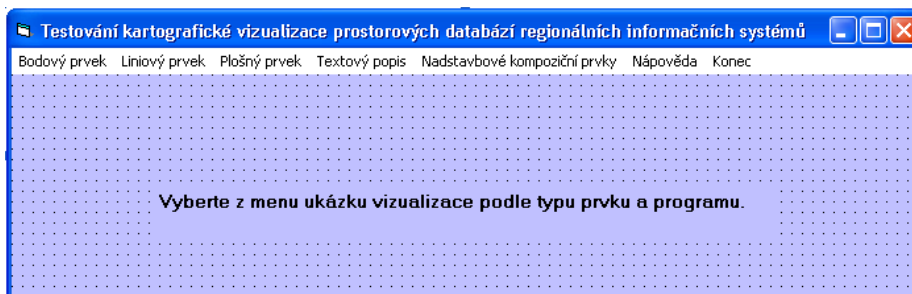 Testování kartografické vizualizace prostorových databází regionálních informačních systémů
Bodový prvek Liniový prvek Plošný prvek Textový popis Nadstavbové kompoziční prvky Nápověda Konec
Vyberte z menu ukázku vizualizace podle typu prvku a programu.